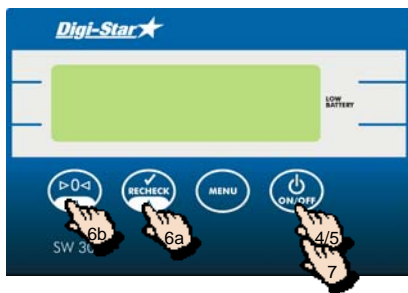 Digi-Star
LOW
BATTERY
>0<
RECHECK
MENU
ON/OFF
6b
6a
4/5
7
SW 30